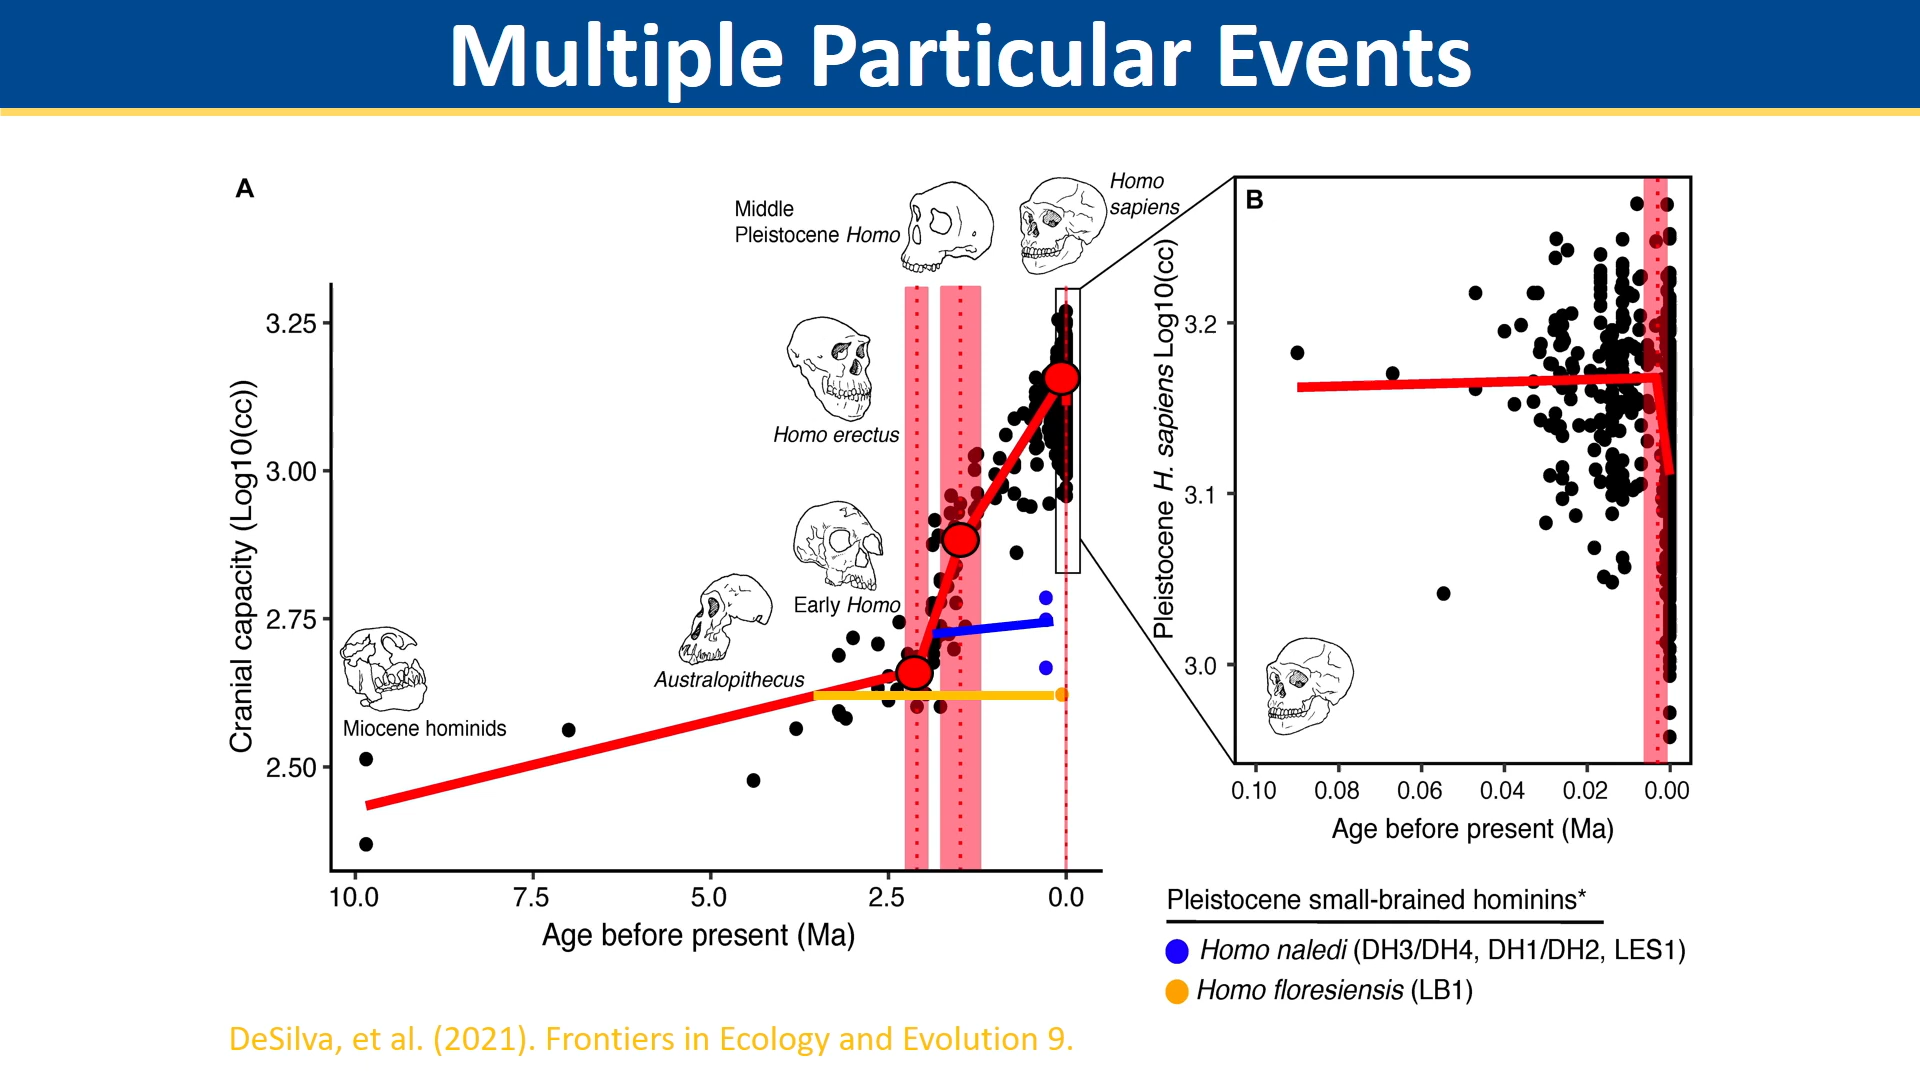 Multiple Particular Events
A
Middle
Pleistocene Homo
Homo
sapiens
Homo erectus
Early Homo
Australopithecus
Miocene hominids
Cranial capacity (Log10(cc))
3.25
3.00
2.75
2.50
10.0
7.5
5.0
2.5
0.0
Age before present (Ma)
B
Pleistocene H. sapiens Log10(cc)
3.2
3.1
3.0
0.10
0.08
0.06
0.04
0.02
0.00
Age before present (Ma)
Pleistocene small-brained hominins*
Homo naledi (DH3/DH4, DH1/DH2, LES1)
Homo floresiensis (LB1)
DeSilva, et al. (2021). Frontiers in Ecology and Evolution 9.